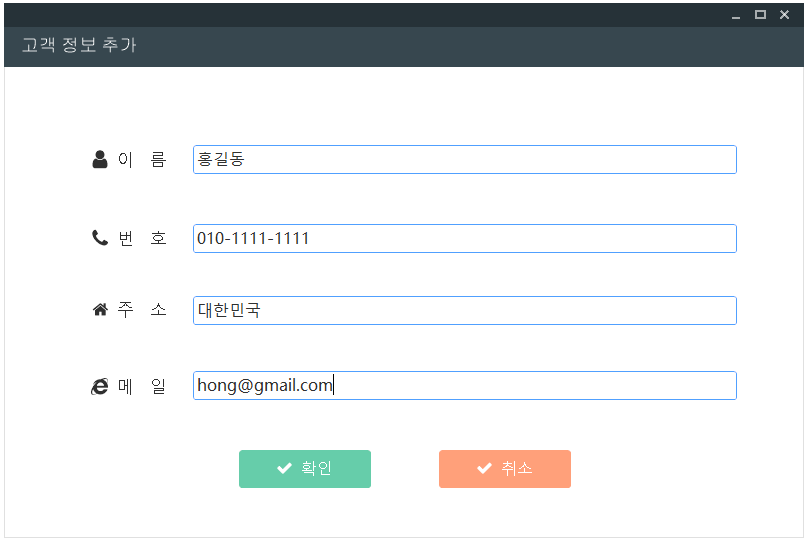 고객 정보 추가
이 름 홍길동
번 호 010-1111-1111
주 소 대한민국
메 일 hong@gmail.com
확인 취소